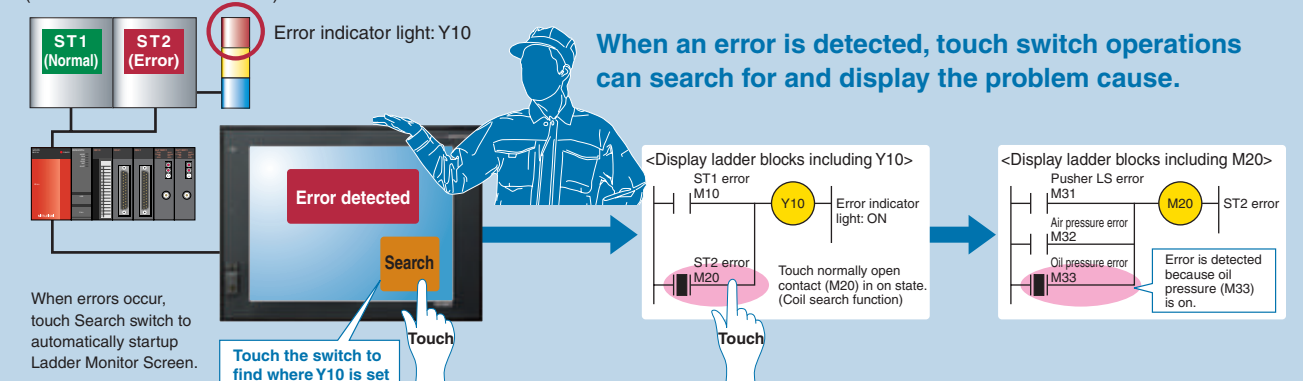 ST1
(Normal)
ST2
(Error)
Error indicator light: Y10
When an error is detected, touch switch operations
can search for and display the problem cause.
Error detected
Search
Touch
When errors occur,
touch Search switch to
automatically startup
Ladder Monitor Screen.
Touch the switch to
find where Y10 is set
<Display ladder blocks including Y10>
ST1 error
M10
Y10
Error indicator
light: ON
ST2 error
M20
Touch normally open
contact (M20) in on state.
(Coil search function)
Touch
<Display ladder blocks including M20>
Pusher LS error
M31
M20
ST2 error
Air pressure error
M32
Oil pressure error
M33
Error is detected
because oil
pressure (M33)
is on.